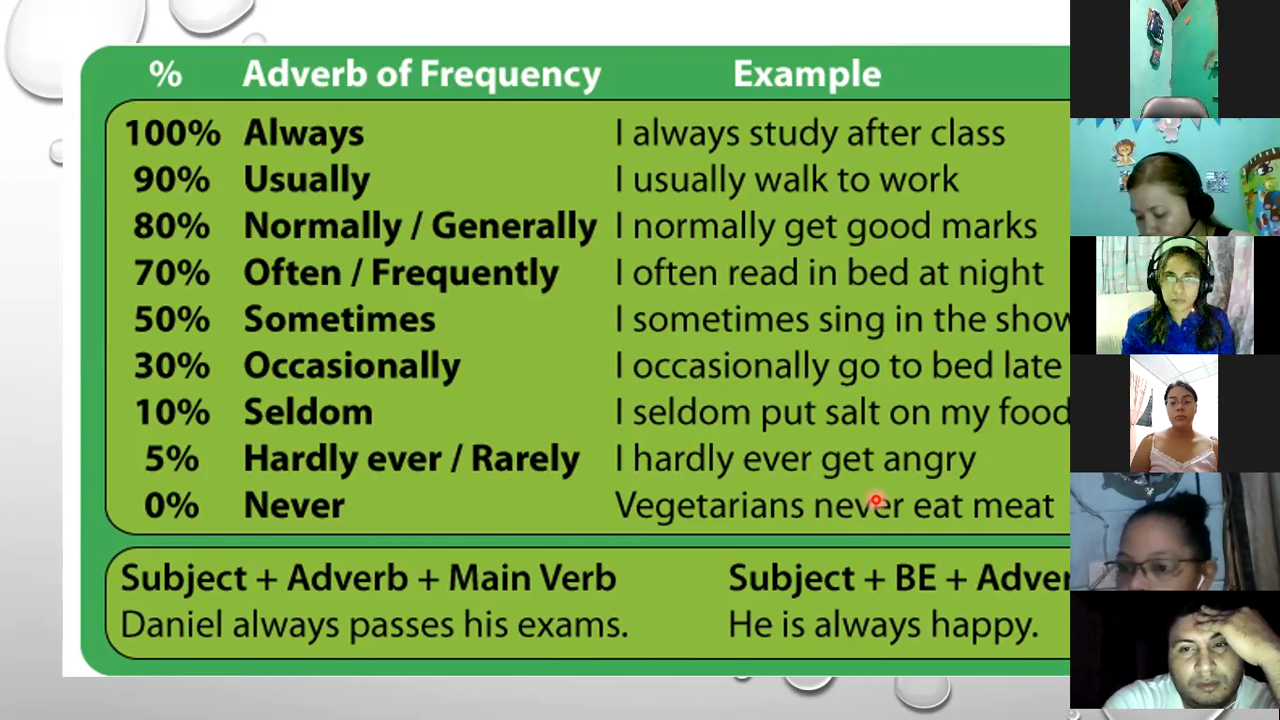 % Adverb of Frequency Example
100% Always I always study after class
90% Usually I usually walk to work
80% Normally / Generally I normally get good marks
70% Often / Frequently I often read in bed at night
50% Sometimes I sometimes sing in the
30% Occasionally I occasionally go to bed late
10% Seldom I seldom put salt on my food
5% Hardly ever / Rarely I hardly ever get angry
0% Never Vegetarians never eat meat
Subject + Adverb + Main Verb Subject + BE +
Daniel always passes his exams. He is always happy.